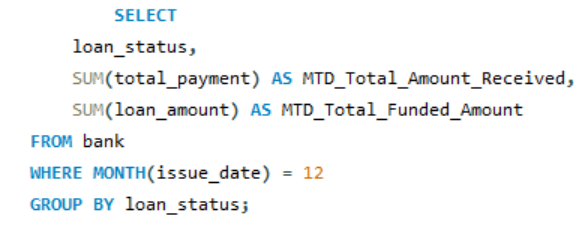 SELECT
loan_status,
SUM(total_payment) AS MTD_Total_Amount_Received,
SUM(loan_amount) AS MTD_Total_Funded_Amount
FROM bank
WHERE MONTH(issue_date) = 12
GROUP BY loan_status;